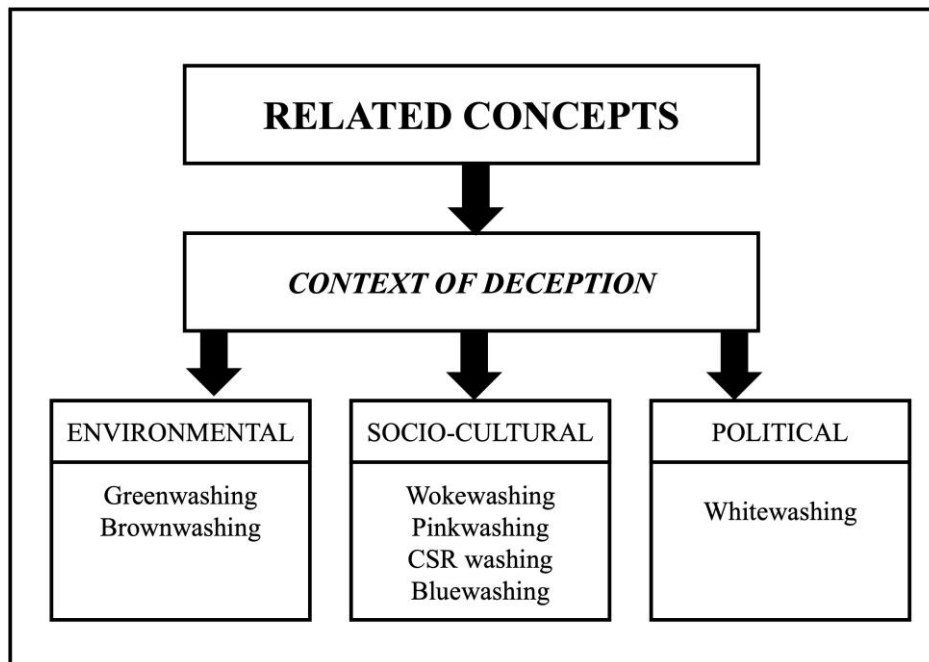 RELATED CONCEPTS
CONTEXT OF DECEPTION
ENVIRONMENTAL
Greenwashing
Brownwashing
SOCIO-CULTURAL
Wokewashing
Pinkwashing
CSR washing
Bluewashing
POLITICAL
Whitewashing